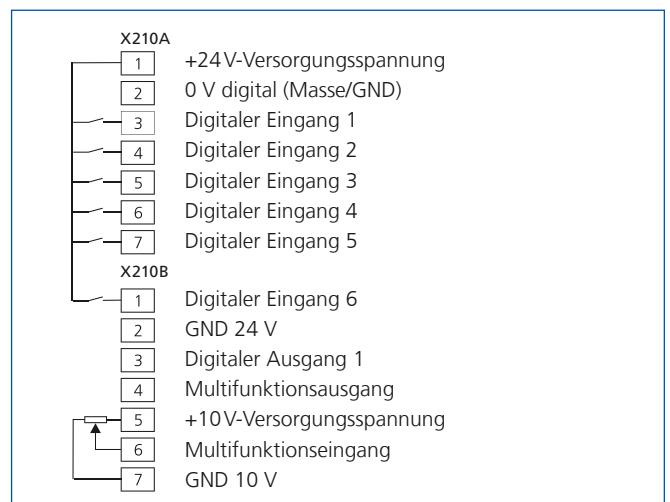 X210A
1 +24 V-Versorgungsspannung
2 0 V digital (Masse/GND)
3 Digitaler Eingang 1
4 Digitaler Eingang 2
5 Digitaler Eingang 3
6 Digitaler Eingang 4
7 Digitaler Eingang 5
X210B
1 Digitaler Eingang 6
2 GND 24 V
3 Digitaler Ausgang 1
4 Multifunktionsausgang
5 +10 V-Versorgungsspannung
6 Multifunktionseingang
7 GND 10 V